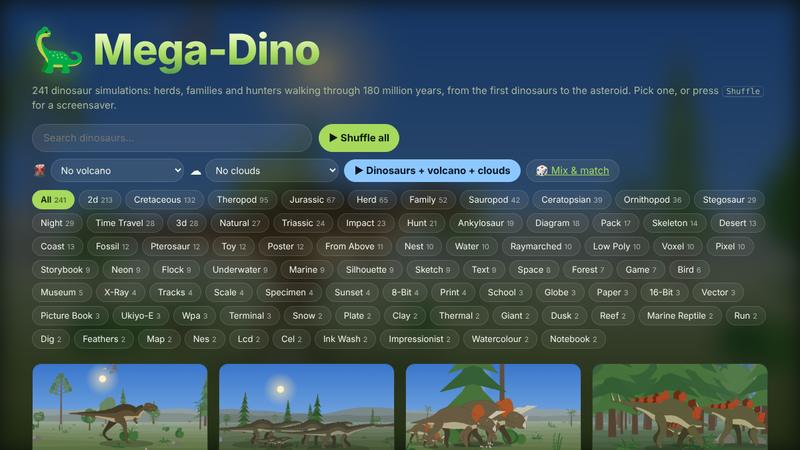 Mega-Dino
241 dinosaur simulations: herds, families and hunters walking through 180 million years, from the first dinosaurs to the asteroid. Pick one, or press Shuffle
for a screensaver.
Search dinosaurs... ▶ Shuffle all
No volcano No clouds ▶ Dinosaurs + volcano + clouds Mix & match
All 241 2d 213 Cretaceous 132 Theropod 95 Jurassic 67 Herd 65 Family 52 Sauropod 42 Ceratopsian 39 Ornithopod 36 Stegosaur 29
Night 29 Time Travel 28 3d 28 Natural 27 Triassic 24 Impact 23 Hunt 21 Ankylosaur 19 Diagram 18 Pack 17 Skeleton 14 Desert 13
Coast 13 Fossil 12 Pterosaur 12 Toy 12 Poster 12 From Above 11 Nest 10 Water 10 Raymarched 10 Low Poly 10 Voxel 10 Pixel 10
Storybook 9 Neon 9 Flock 9 Underwater 9 Marine 9 Silhouette 9 Sketch 9 Text 9 Space 8 Forest 7 Game 7 Bird 6
Museum 5 X-Ray 4 Tracks 4 Scale 4 Specimen 4 Sunset 4 8-Bit 4 Print 4 School 3 Globe 3 Paper 3 16-Bit 3 Vector 3
Picture Book 3 Ukiyo-E 3 Wpa 3 Terminal 3 Snow 2 Plate 2 Clay 2 Thermal 2 Giant 2 Dusk 2 Reef 2 Marine Reptile 2 Run 2
Dig 2 Feathers 2 Map 2 Nes 2 Lcd 2 Cel 2 Ink Wash 2 Impressionist 2 Watercolour 2 Notebook 2